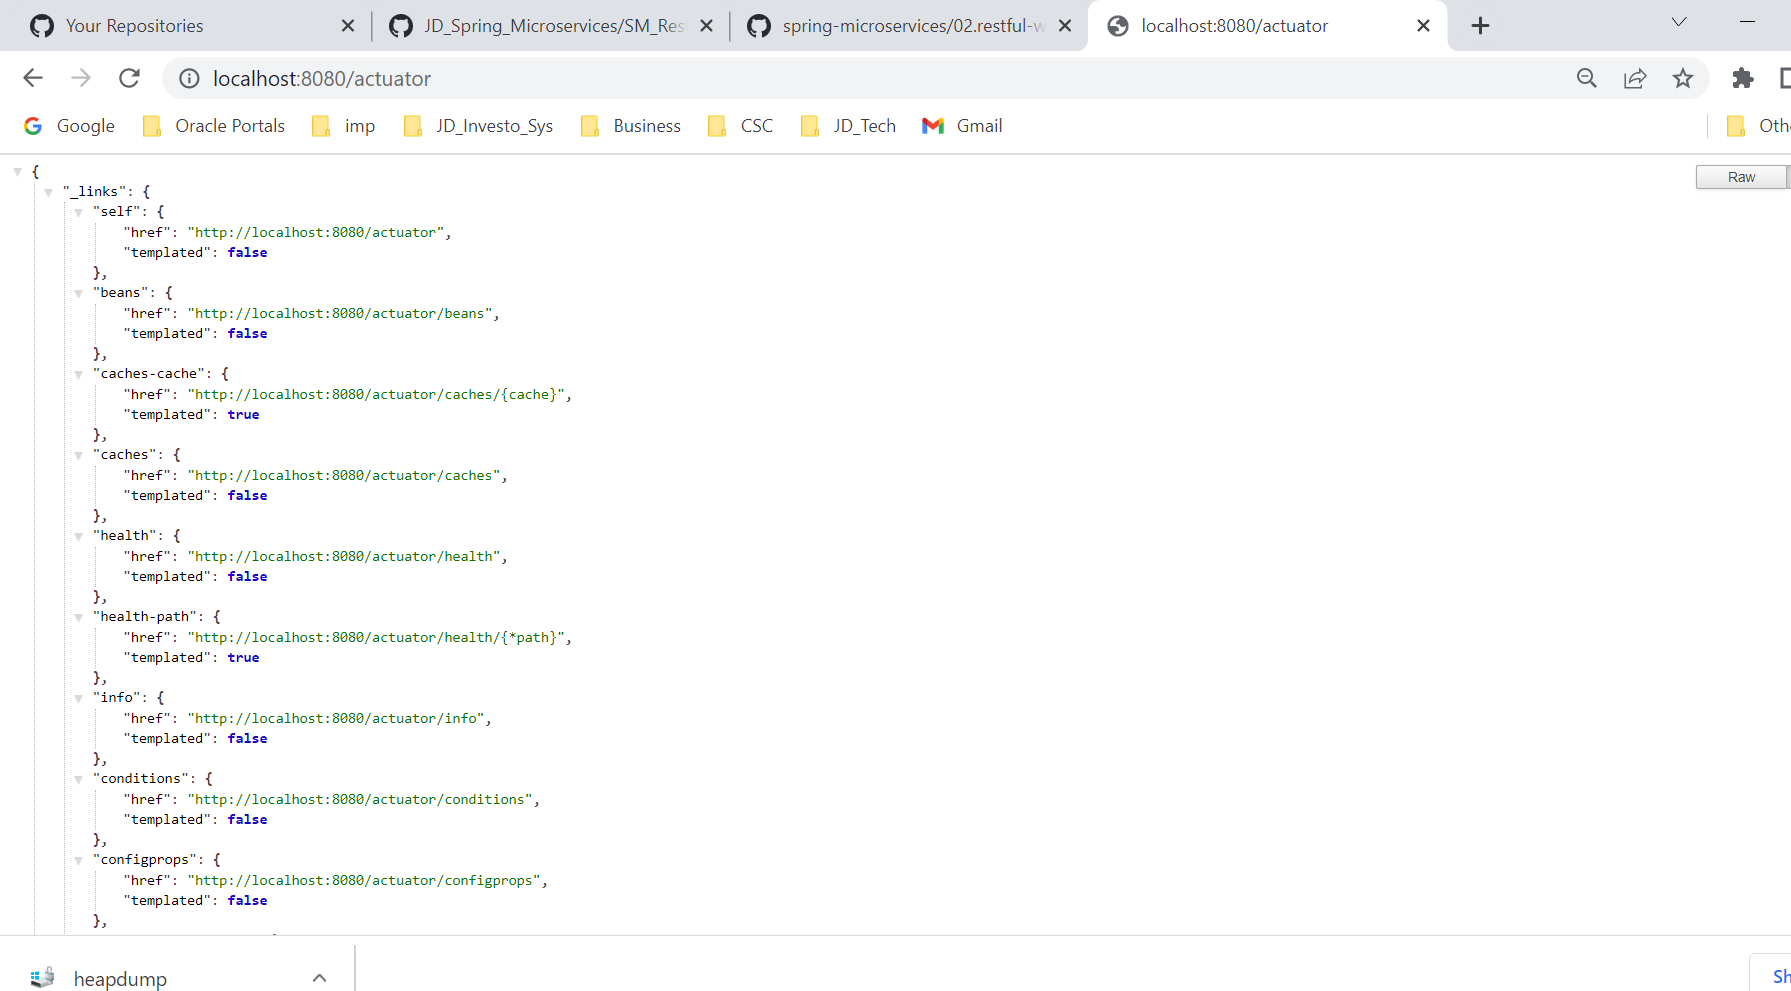 Your Repositories
JD_Spring_Microservices/SM_Res
spring-microservices/02.restful-w
localhost:8080/actuator
localhost:8080/actuator
Google Oracle Portals imp JD_Investo_Sys Business CSC JD_Tech Gmail Oth
Raw
{
"_links": {
"self": {
"href": "http://localhost:8080/actuator",
"templated": false
},
"beans": {
"href": "http://localhost:8080/actuator/beans",
"templated": false
},
"caches-cache": {
"href": "http://localhost:8080/actuator/caches/{cache}",
"templated": true
},
"caches": {
"href": "http://localhost:8080/actuator/caches",
"templated": false
},
"health": {
"href": "http://localhost:8080/actuator/health",
"templated": false
},
"health-path": {
"href": "http://localhost:8080/actuator/health/{*path}",
"templated": true
},
"info": {
"href": "http://localhost:8080/actuator/info",
"templated": false
},
"conditions": {
"href": "http://localhost:8080/actuator/conditions",
"templated": false
},
"configprops": {
"href": "http://localhost:8080/actuator/configprops",
"templated": false
},
heapdump
Sh